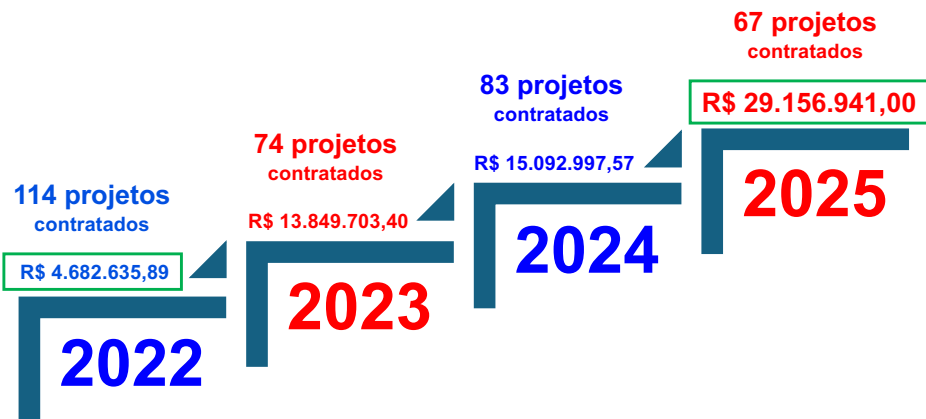 114 projetos
contratados
R$ 4.682.635,89
2022
74 projetos
contratados
R$ 13.849.703,40
2023
83 projetos
contratados
R$ 15.092.997,57
2024
67 projetos
contratados
R$ 29.156.941,00
2025